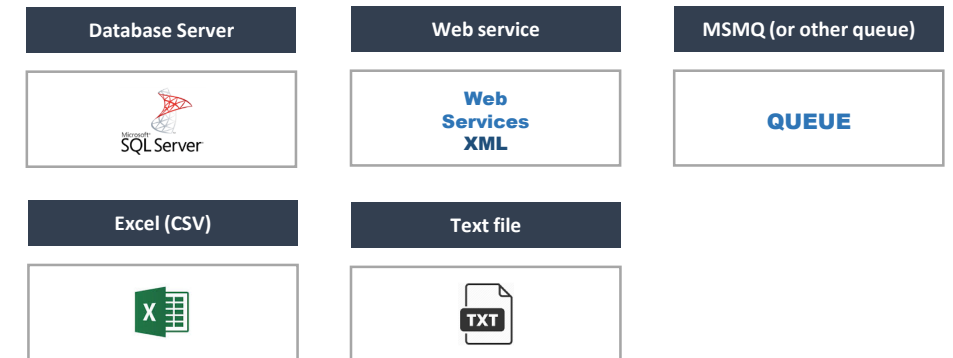 Database Server
Web service
MSMQ (or other queue)
Microsoft
SQL Server
Web
Services
XML
QUEUE
Excel (CSV)
Text file
X
TXT